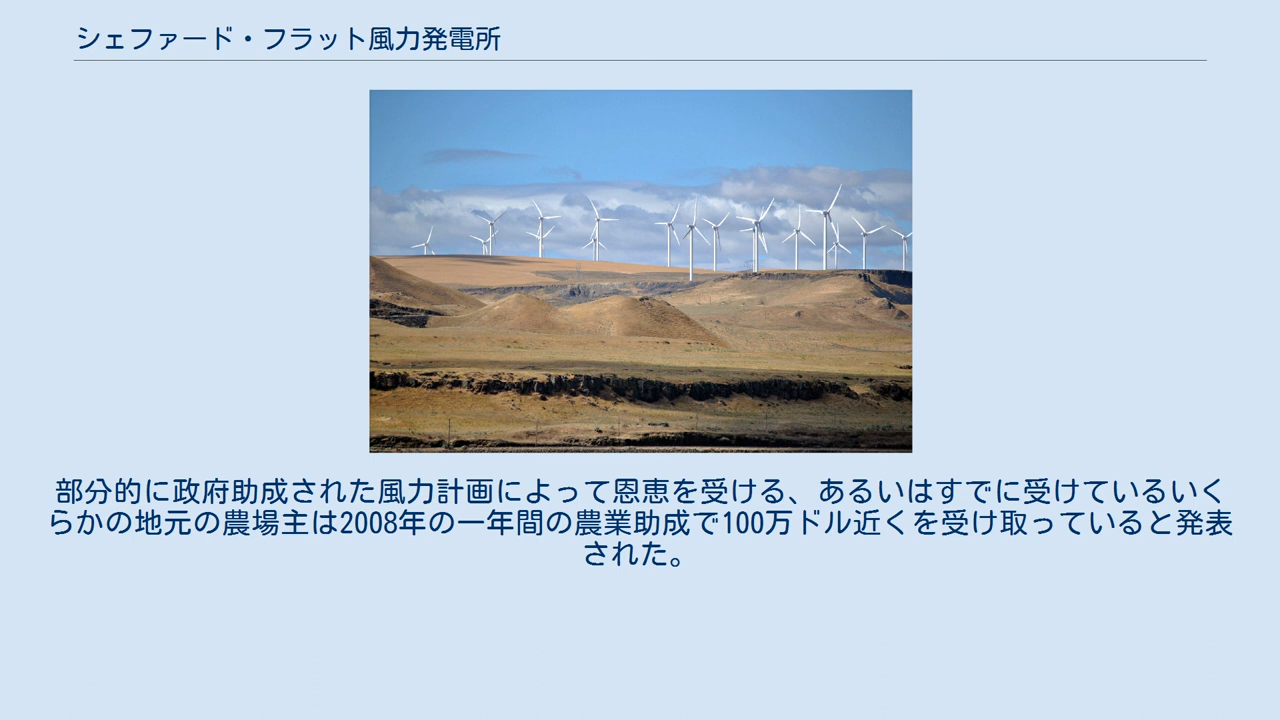 シェファード・フラット風力発電所
部分的に政府助成された風力計画によって恩恵を受ける、あるいはすでに受けているいく
らかの地元の農場主は2008年の一年間の農業助成で100万ドル近くを受け取っていると発表
された。